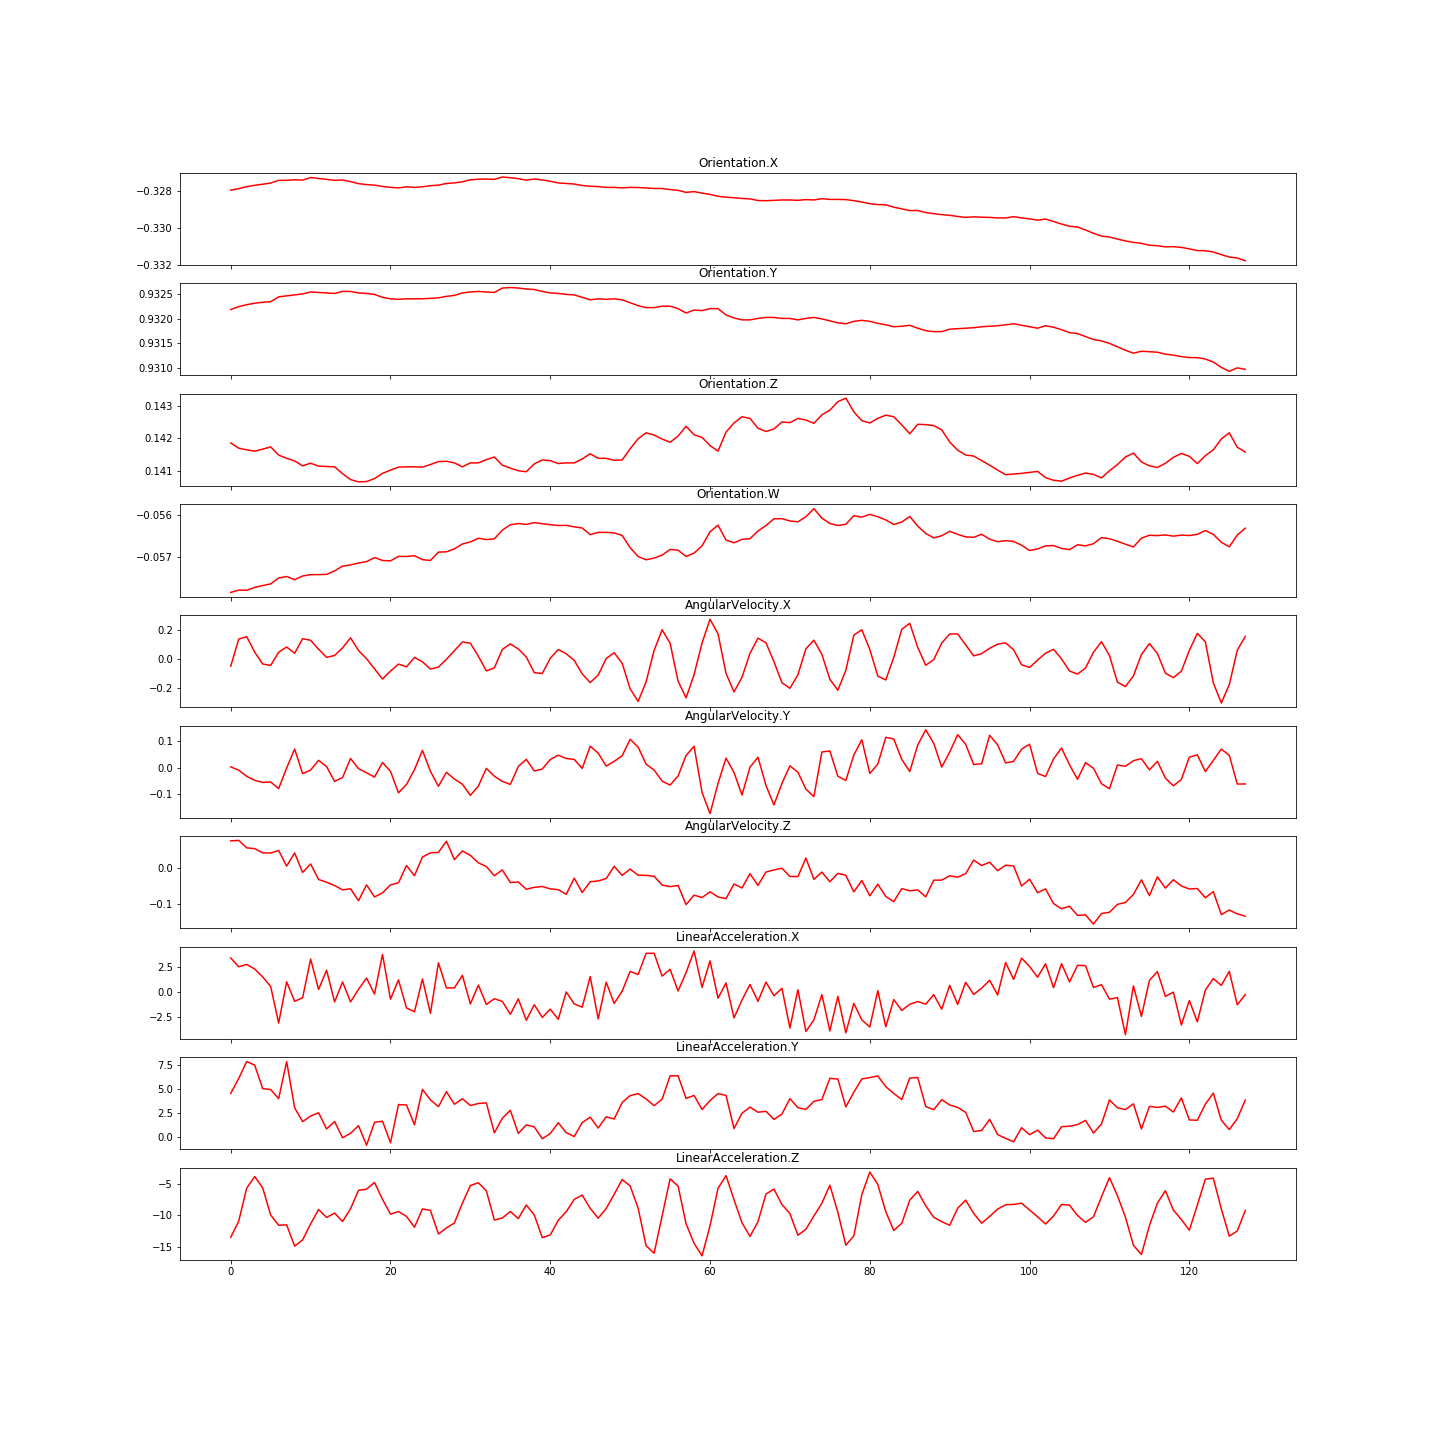 Orientation.X
−0.328
−0.330
−0.332
Orientation.Y
0.9325
0.9320
0.9315
0.9310
Orientation.Z
0.143
0.142
0.141
Orientation.W
−0.056
−0.057
AngularVelocity.X
0.2
0.0
−0.2
AngularVelocity.Y
0.1
0.0
−0.1
AngularVelocity.Z
0.0
−0.1
LinearAcceleration.X
2.5
0.0
−2.5
LinearAcceleration.Y
7.5
5.0
2.5
0.0
LinearAcceleration.Z
−5
−10
−15
0 20 40 60 80 100 120